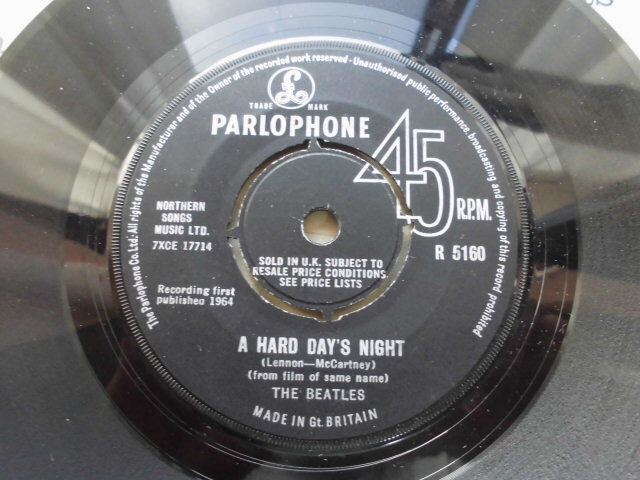 The Parlophone Co.Ltd. All rights of the Manufacturer and of the Owner of the recorded work reserved - Unauthorised public performance, broadcasting and copying of this record prohibited
£
TRADE MARK
PARLOPHONE
45
R.P.M.
R 5160
NORTHERN
SONGS
MUSIC LTD.
7XCE 17714
Recording first
published 1964
SOLD IN U.K. SUBJECT TO
RESALE PRICE CONDITIONS
SEE PRICE LISTS
A HARD DAY'S NIGHT
(Lennon—McCartney)
(from film of same name)
THE BEATLES
MADE IN Gt. BRITAIN